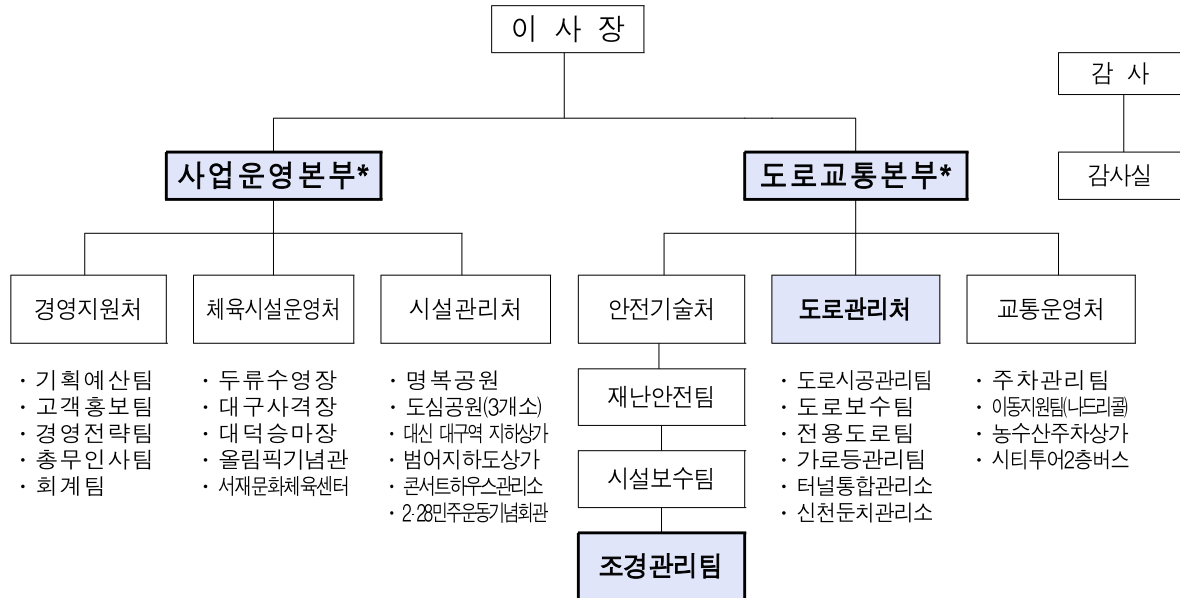 이 사 장
감 사
사업운영본부*
도로교통본부*
감사실
경영지원처
체육시설운영처
시설관리처
안전기술처
도로관리처
교통운영처
· 기획예산팀
· 고객홍보팀
· 경영전략팀
· 총무인사팀
· 회계팀
· 두류수영장
· 대구사격장
· 대덕승마장
· 올림픽기념관
· 서재문화체육센터
· 명복공원
· 도심공원(3개소)
· 대신 대구역 지하상가
· 범어지하도상가
· 콘서트하우스관리소
· 2·28민주운동기념회관
재난안전팀
시설보수팀
조경관리팀
· 도로시공관리팀
· 도로보수팀
· 전용도로팀
· 가로등관리팀
· 터널통합관리소
· 신천둔치관리소
· 주차관리팀
· 이동지원팀(나드리콜)
· 농수산주차상가
· 시티투어2층버스